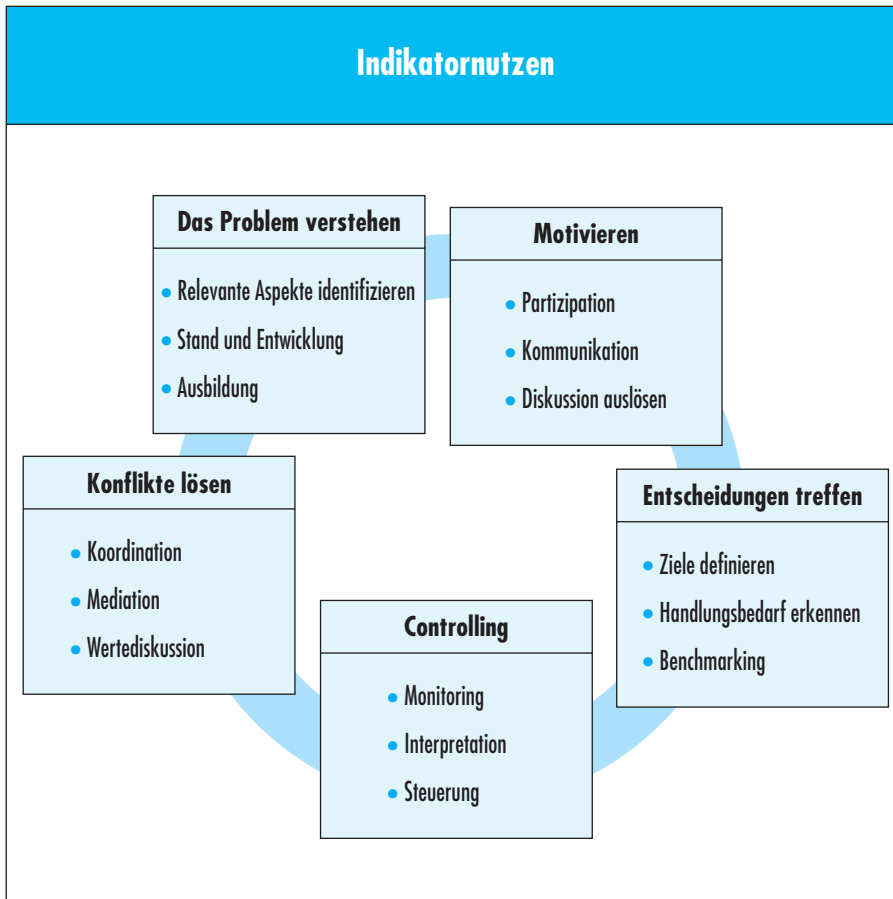 Indikatornutzen
Das Problem verstehen
• Relevante Aspekte identifizieren
• Stand und Entwicklung
• Ausbildung
Motivieren
• Partizipation
• Kommunikation
• Diskussion auslösen
Entscheidungen treffen
• Ziele definieren
• Handlungsbedarf erkennen
• Benchmarking
Controlling
• Monitoring
• Interpretation
• Steuerung
Konflikte lösen
• Koordination
• Mediation
• Wertediskussion